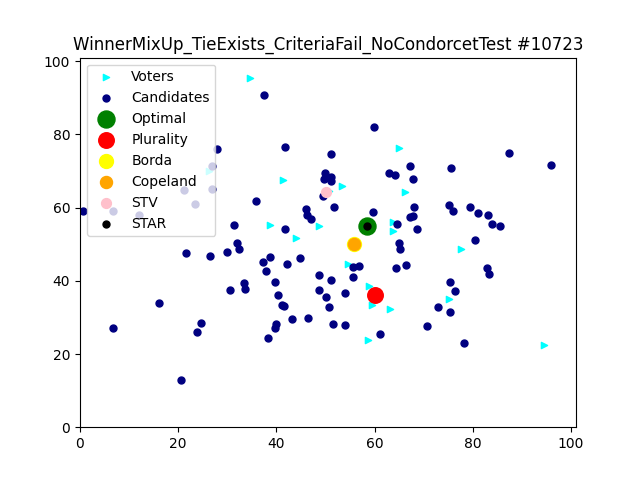 WinnerMixUp_TieExists_CriteriaFail_NoCondorcetTest #10723
100
80
60
40
20
0
Voters
Candidates
Optimal
Plurality
Borda
Copeland
STV
STAR
0 20 40 60 80 100